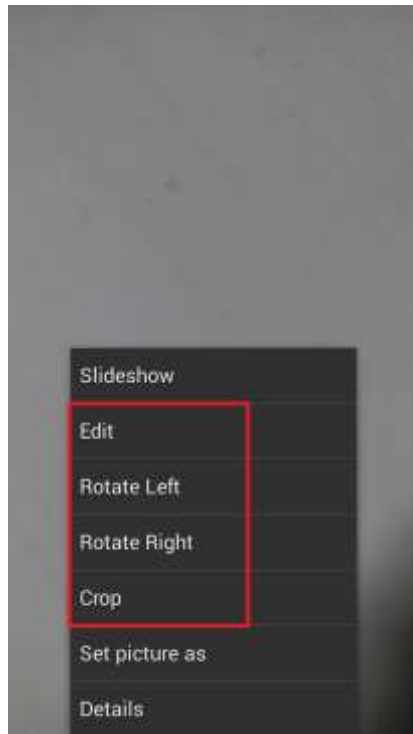 Slideshow
Edit
Rotate Left
Rotate Right
Crop
Set picture as
Details